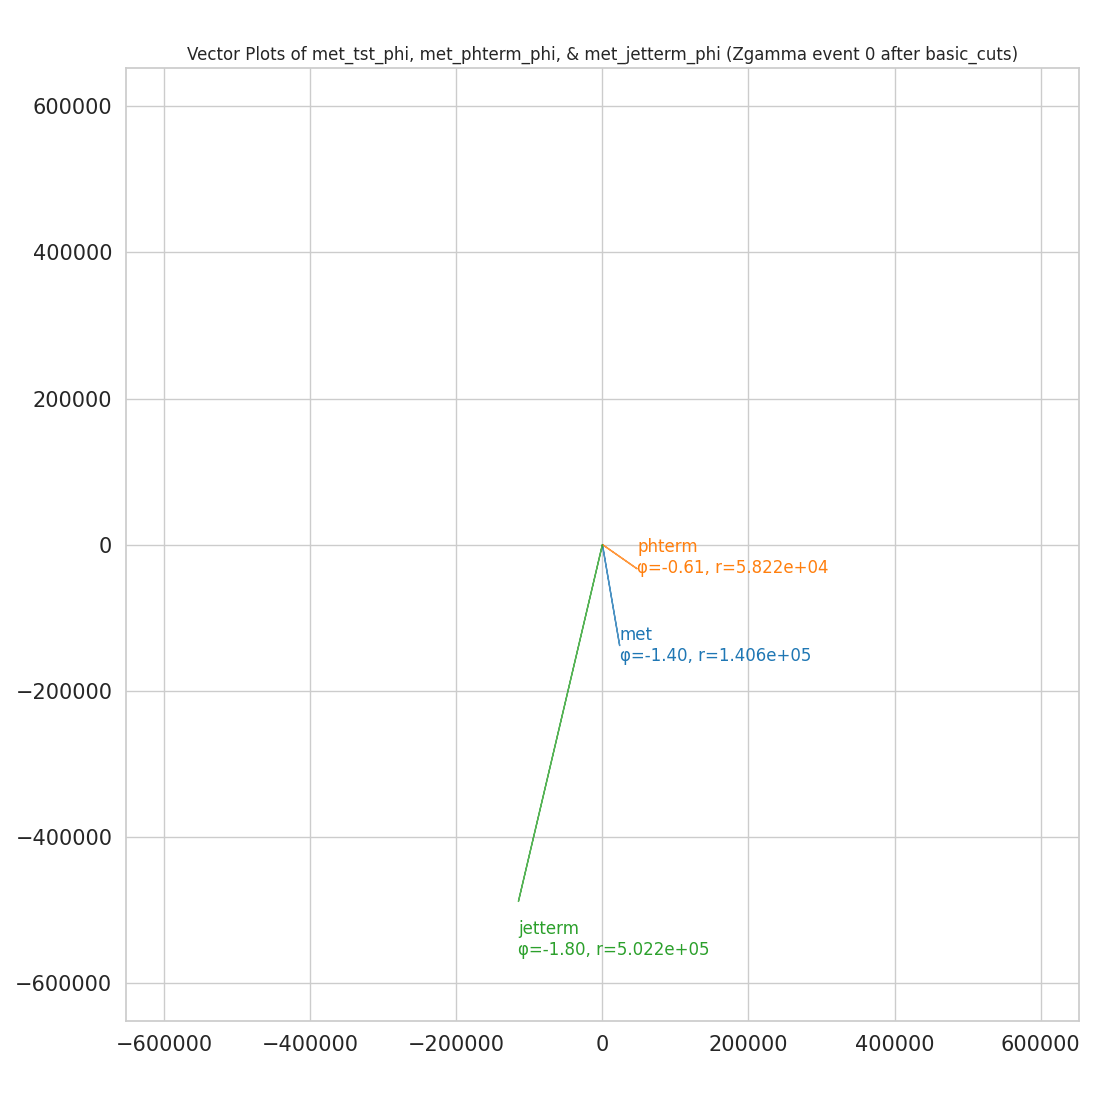 Vector Plots of met_tst_phi, met_phterm_phi, & met_jetterm_phi (Zgamma event 0 after basic_cuts)
600000
400000
200000
0
−200000
−400000
−600000
phterm
φ=-0.61, r=5.822e+04
met
φ=-1.40, r=1.406e+05
jetterm
φ=-1.80, r=5.022e+05
−600000 −400000 −200000 0 200000 400000 600000